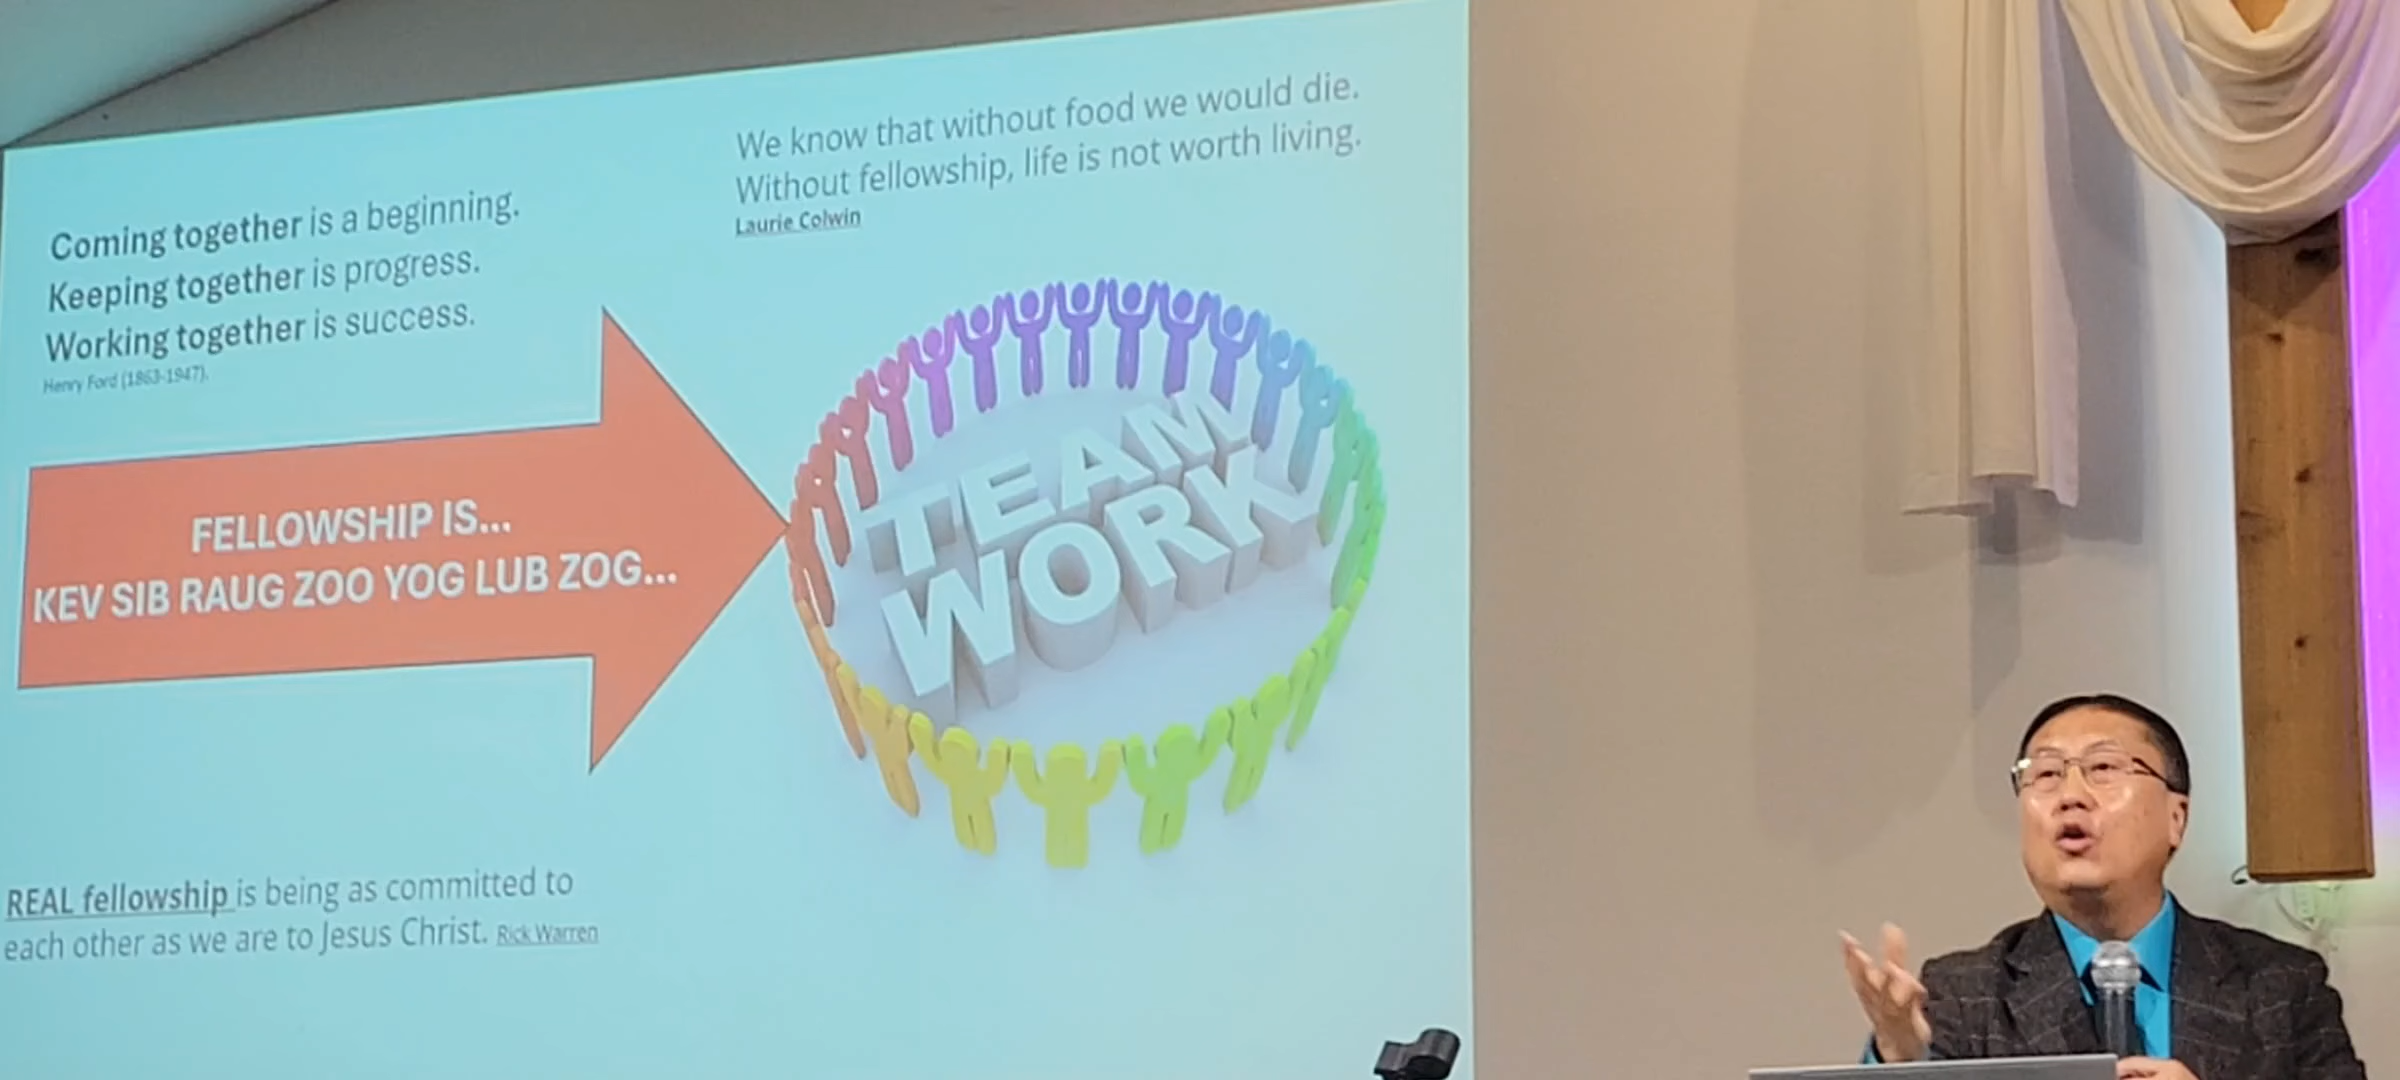 We know that without food we would die.
Without fellowship, life is not worth living.
Laurie Colwin
Coming together is a beginning.
Keeping together is progress.
Working together is success.
Henry Ford (1863-1947).
FELLOWSHIP IS...
KEV SIB RAUG ZOO YOG LUB ZOG...
TEAM
WORK
REAL fellowship is being as committed to
each other as we are to Jesus Christ. Rick Warren